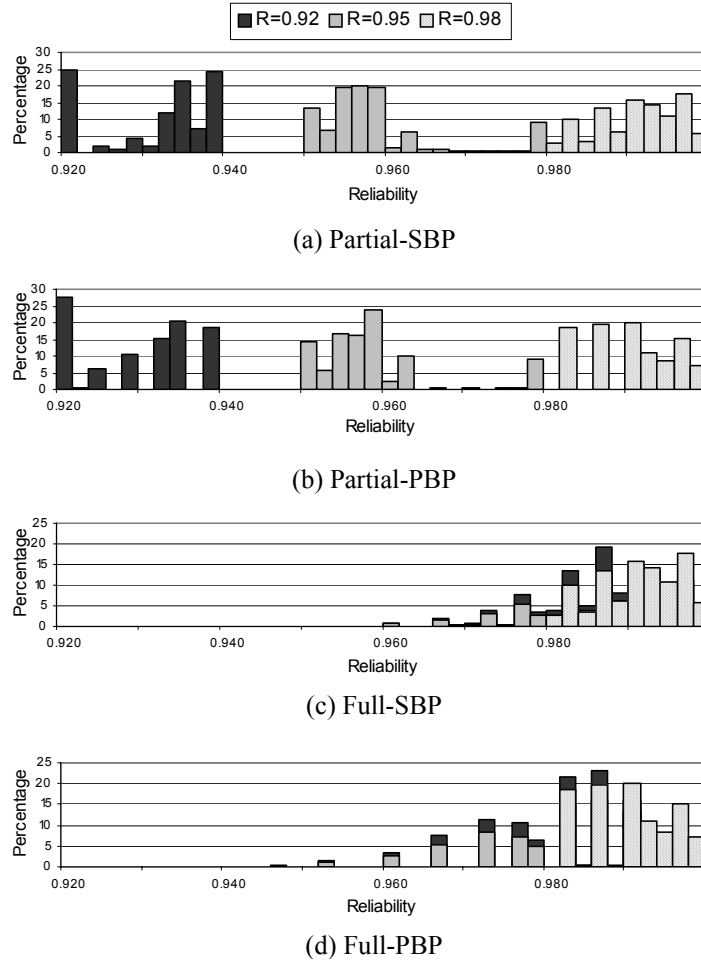 R=0.92 R=0.95 R=0.98
Percentage
30
25
20
15
10
5
0
0.920 0.940 0.960 0.980
Reliability
(a) Partial-SBP
Percentage
30
25
20
15
10
5
0
0.920 0.940 0.960 0.980
Reliability
(b) Partial-PBP
Percentage
25
20
15
10
5
0
0.920 0.940 0.960 0.980
Reliability
(c) Full-SBP
Percentage
25
20
15
10
5
0
0.920 0.940 0.960 0.980
Reliability
(d) Full-PBP